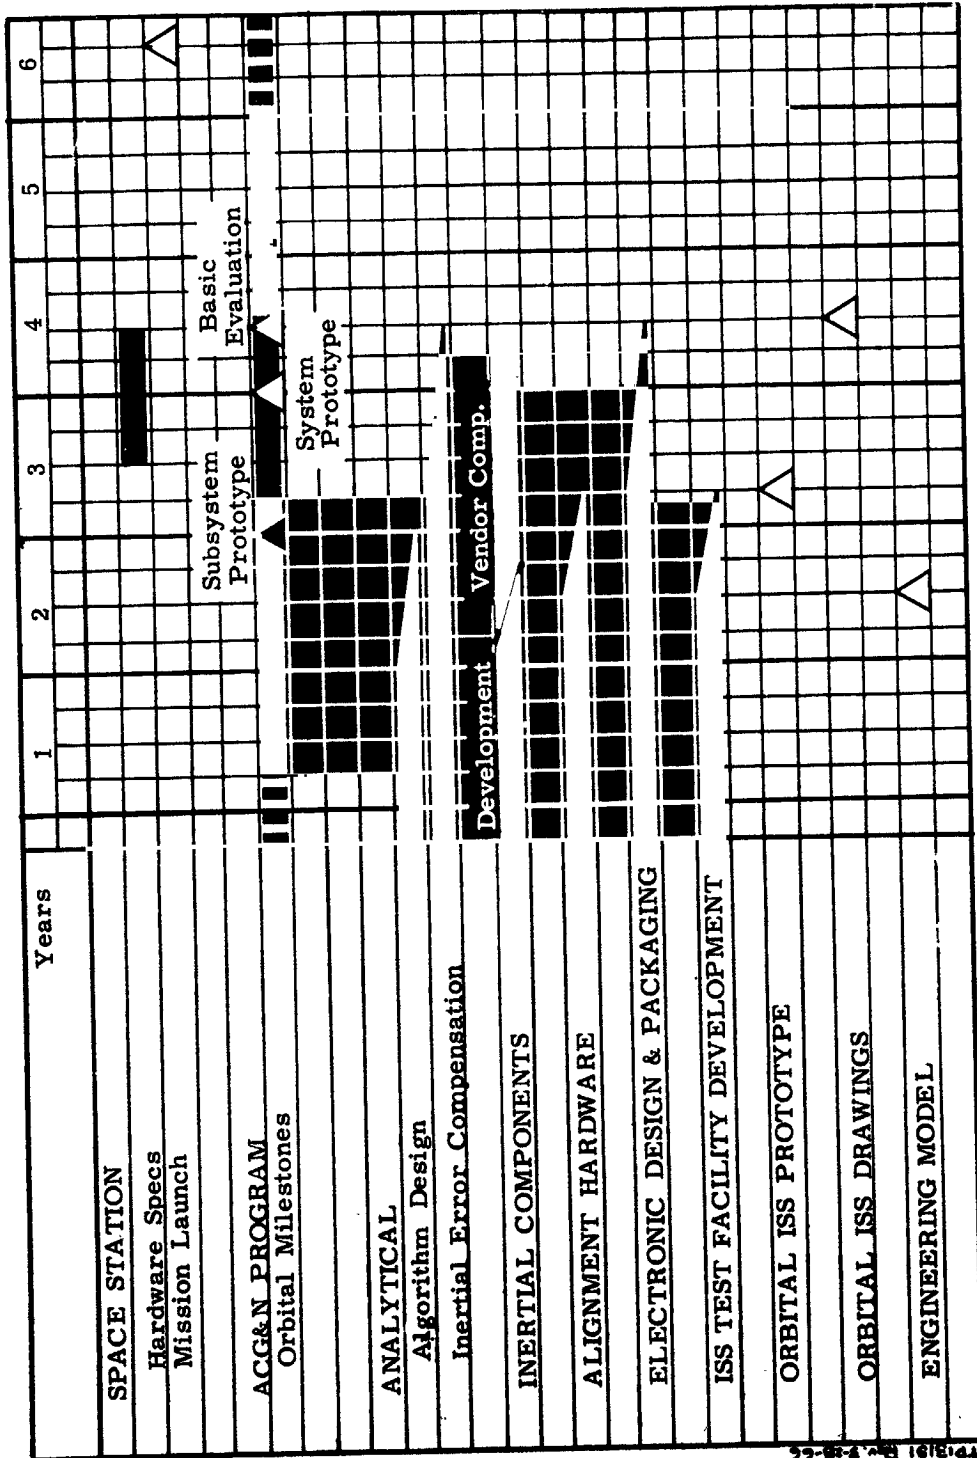 Years
1 2 3 4 5 6
SPACE STATION
Hardware Specs
Mission Launch
ACG&N PROGRAM
Orbital Milestones
Subsystem
Prototype
Basic
Evaluation
System
Prototype
ANALYTICAL
Algorithm Design
Inertial Error Compensation
INERTIAL COMPONENTS
Development Vendor Comp.
ALIGNMENT HARDWARE
ELECTRONIC DESIGN & PACKAGING
ISS TEST FACILITY DEVELOPMENT
ORBITAL ISS PROTOTYPE
ORBITAL ISS DRAWINGS
ENGINEERING MODEL